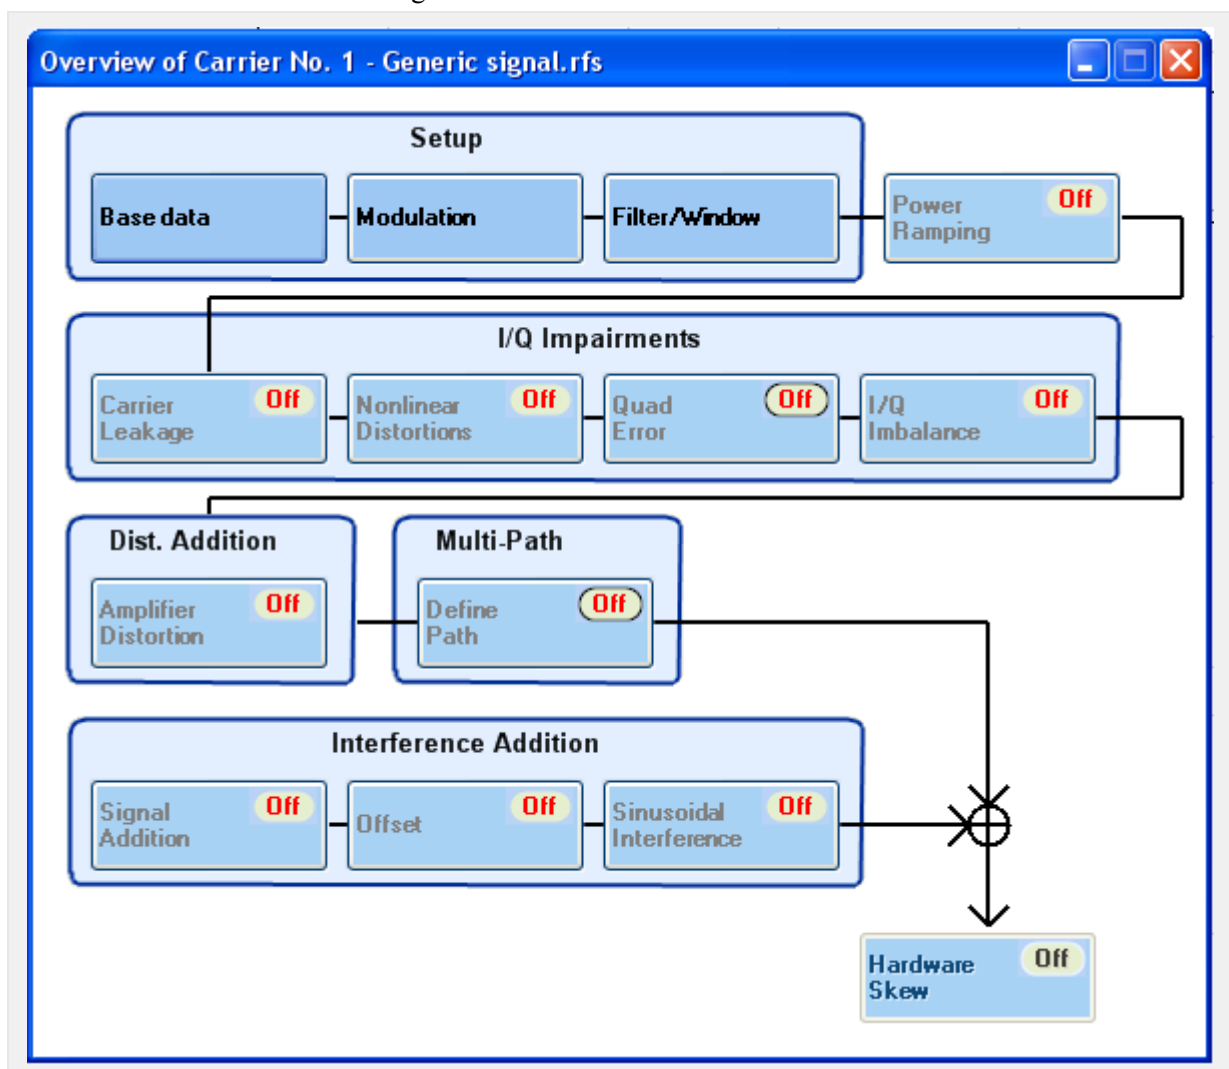 Overview of Carrier No. 1 - Generic signal.rfs
Setup
Base data
Modulation
Filter/Window
Power
Ramping
Off
I/Q Impairments
Carrier
Leakage
Off
Nonlinear
Distortions
Off
Quad
Error
Off
I/Q
Imbalance
Off
Dist. Addition
Amplifier
Distortion
Off
Multi-Path
Define
Path
Off
Interference Addition
Signal
Addition
Off
Offset
Off
Sinusoidal
Interference
Off
Hardware
Skew
Off